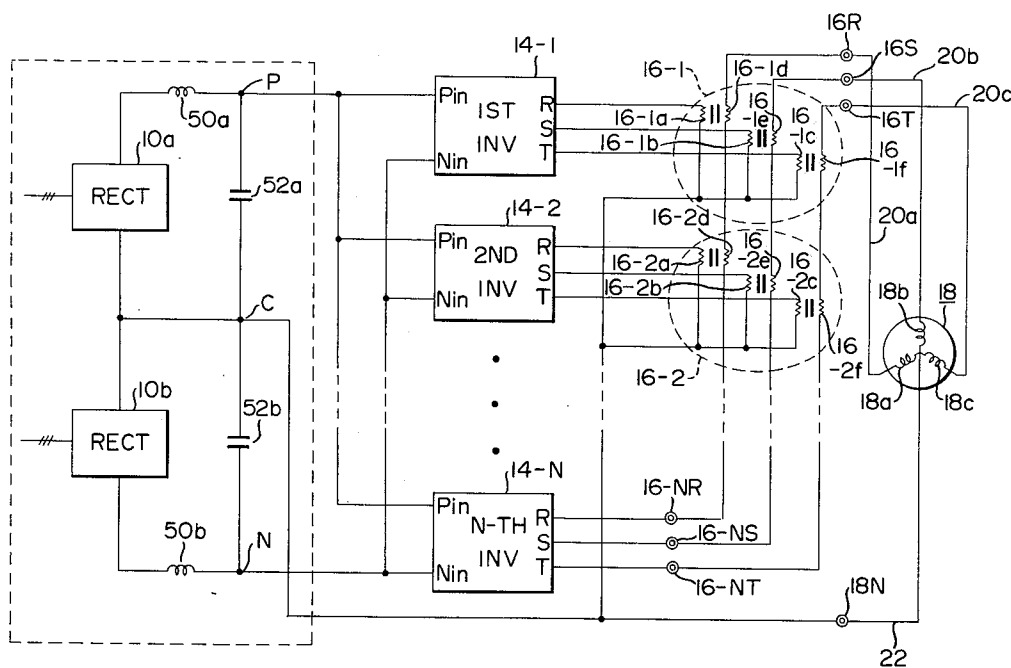 16R
16S
20b
14-1
16-1
16-1d
P
Pin
1ST
INV
R
S
T
Nin
50a
16-1a
16
-1e
16
-1c
16T
20c
10a
RECT
52a
16-1b
16
-1f
14-2
16-2d
20a
Pin
2ND
INV
R
S
T
Nin
16-2a
16
-2e
16
-2c
16-2b
C
18b
18
16-2
16
-2f
18a
18c
10b
RECT
52b
14-N
16-NR
Pin
N-TH
INV
R
S
T
Nin
16-NS
50b
N
16-NT
18N
22